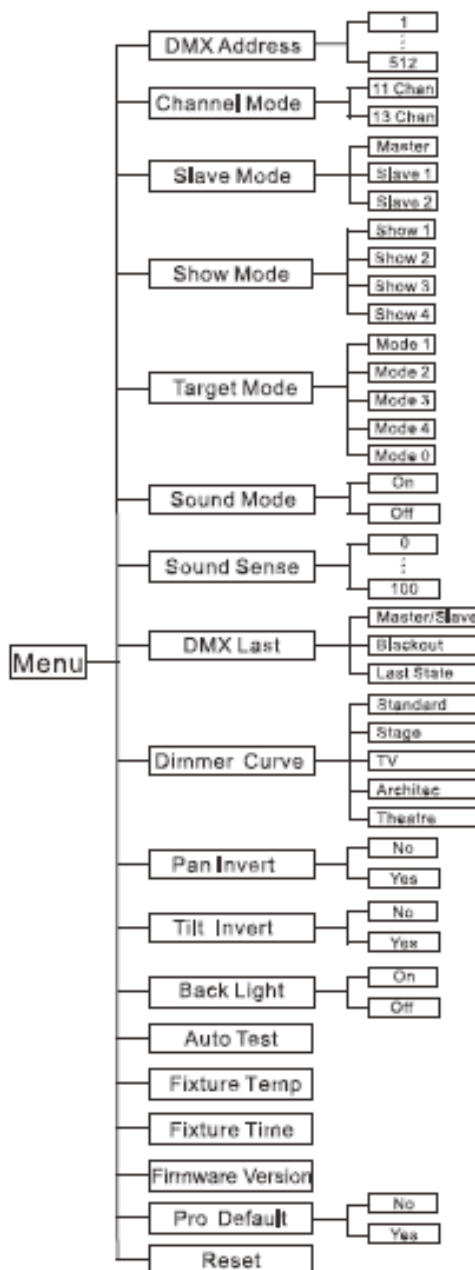 Menu
DMX Address
1
512
Channel Mode
11 Chan
13 Chan
Slave Mode
Master
Slave 1
Slave 2
Show Mode
Show 1
Show 2
Show 3
Show 4
Target Mode
Mode 1
Mode 2
Mode 3
Mode 4
Mode 0
Sound Mode
On
Off
Sound Sense
0
100
DMX Last
Master/Slave
Blackout
Last State
Dimmer Curve
Standard
Stage
TV
Architec
Theatre
Pan Invert
No
Yes
Tilt Invert
No
Yes
Back Light
On
Off
Auto Test
Fixture Temp
Fixture Time
Firmware Version
Pro Default
No
Yes
Reset